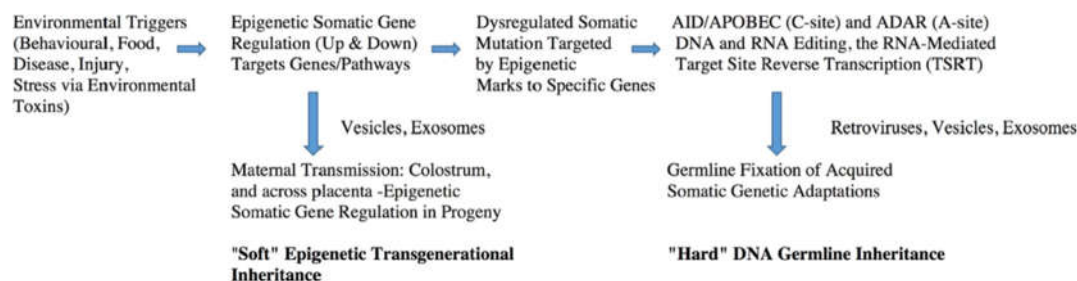 Environmental Triggers
(Behavioural, Food,
Disease, Injury,
Stress via Environmental
Toxins)
Epigenetic Somatic Gene
Regulation (Up & Down)
Targets Genes/Pathways
Dysregulated Somatic
Mutation Targeted
by Epigenetic
Marks to Specific Genes
AID/APOBEC (C-site) and ADAR (A-site)
DNA and RNA Editing, the RNA-Mediated
Target Site Reverse Transcription (TSRT)
Vesicles, Exosomes
Retroviruses, Vesicles, Exosomes
Maternal Transmission: Colostrum,
and across placenta -Epigenetic
Somatic Gene Regulation in Progeny
Germline Fixation of Acquired
Somatic Genetic Adaptations
"Soft" Epigenetic Transgenerational
Inheritance
"Hard" DNA Germline Inheritance